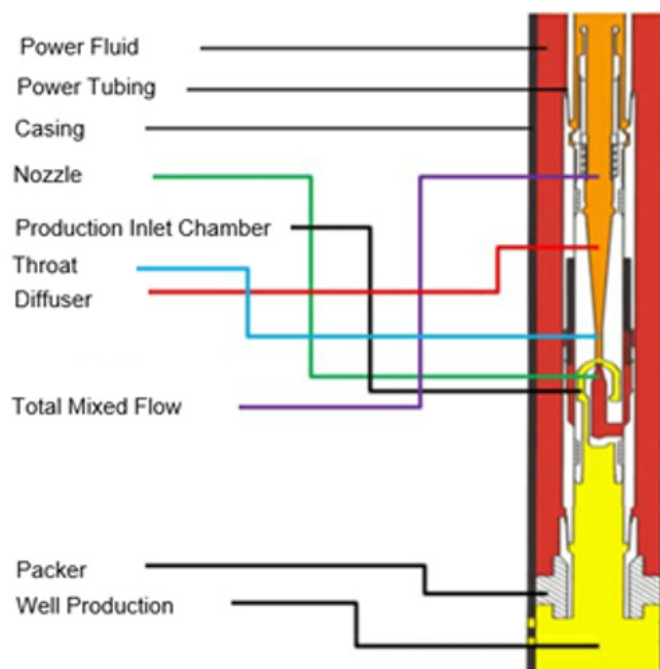 Power Fluid
Power Tubing
Casing
Nozzle
Production Inlet Chamber
Throat
Diffuser
Total Mixed Flow
Packer
Well Production